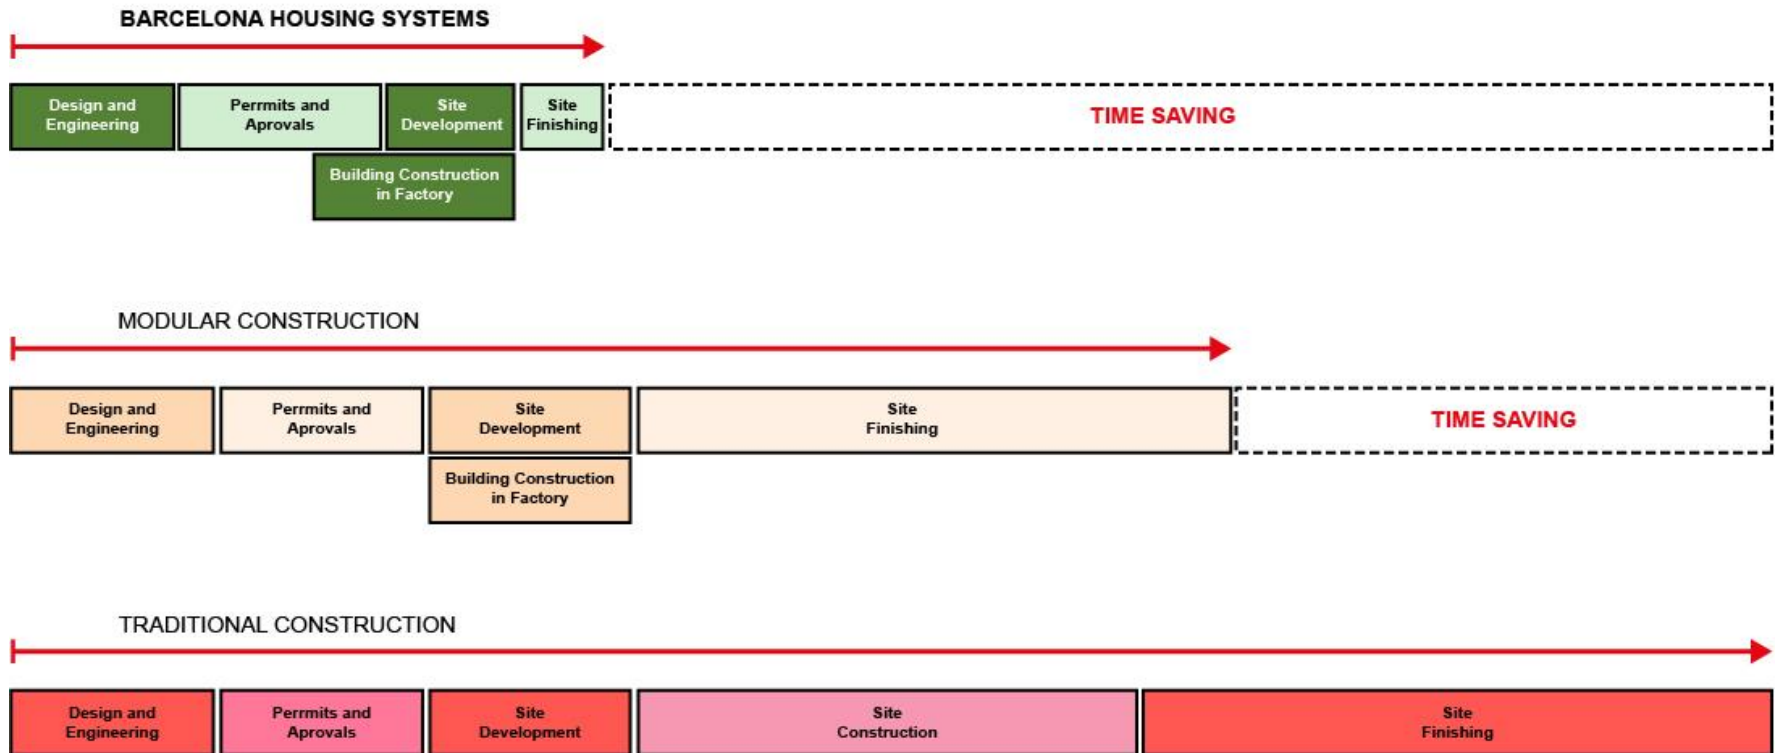 BARCELONA HOUSING SYSTEMS
Design and
Engineering
Perrmits and
Aprovals
Site
Development
Site
Finishing
TIME SAVING
Building Construction
in Factory
MODULAR CONSTRUCTION
Design and
Engineering
Perrmits and
Aprovals
Site
Development
Site
Finishing
TIME SAVING
Building Construction
in Factory
TRADITIONAL CONSTRUCTION
Design and
Engineering
Perrmits and
Aprovals
Site
Development
Site
Construction
Site
Finishing